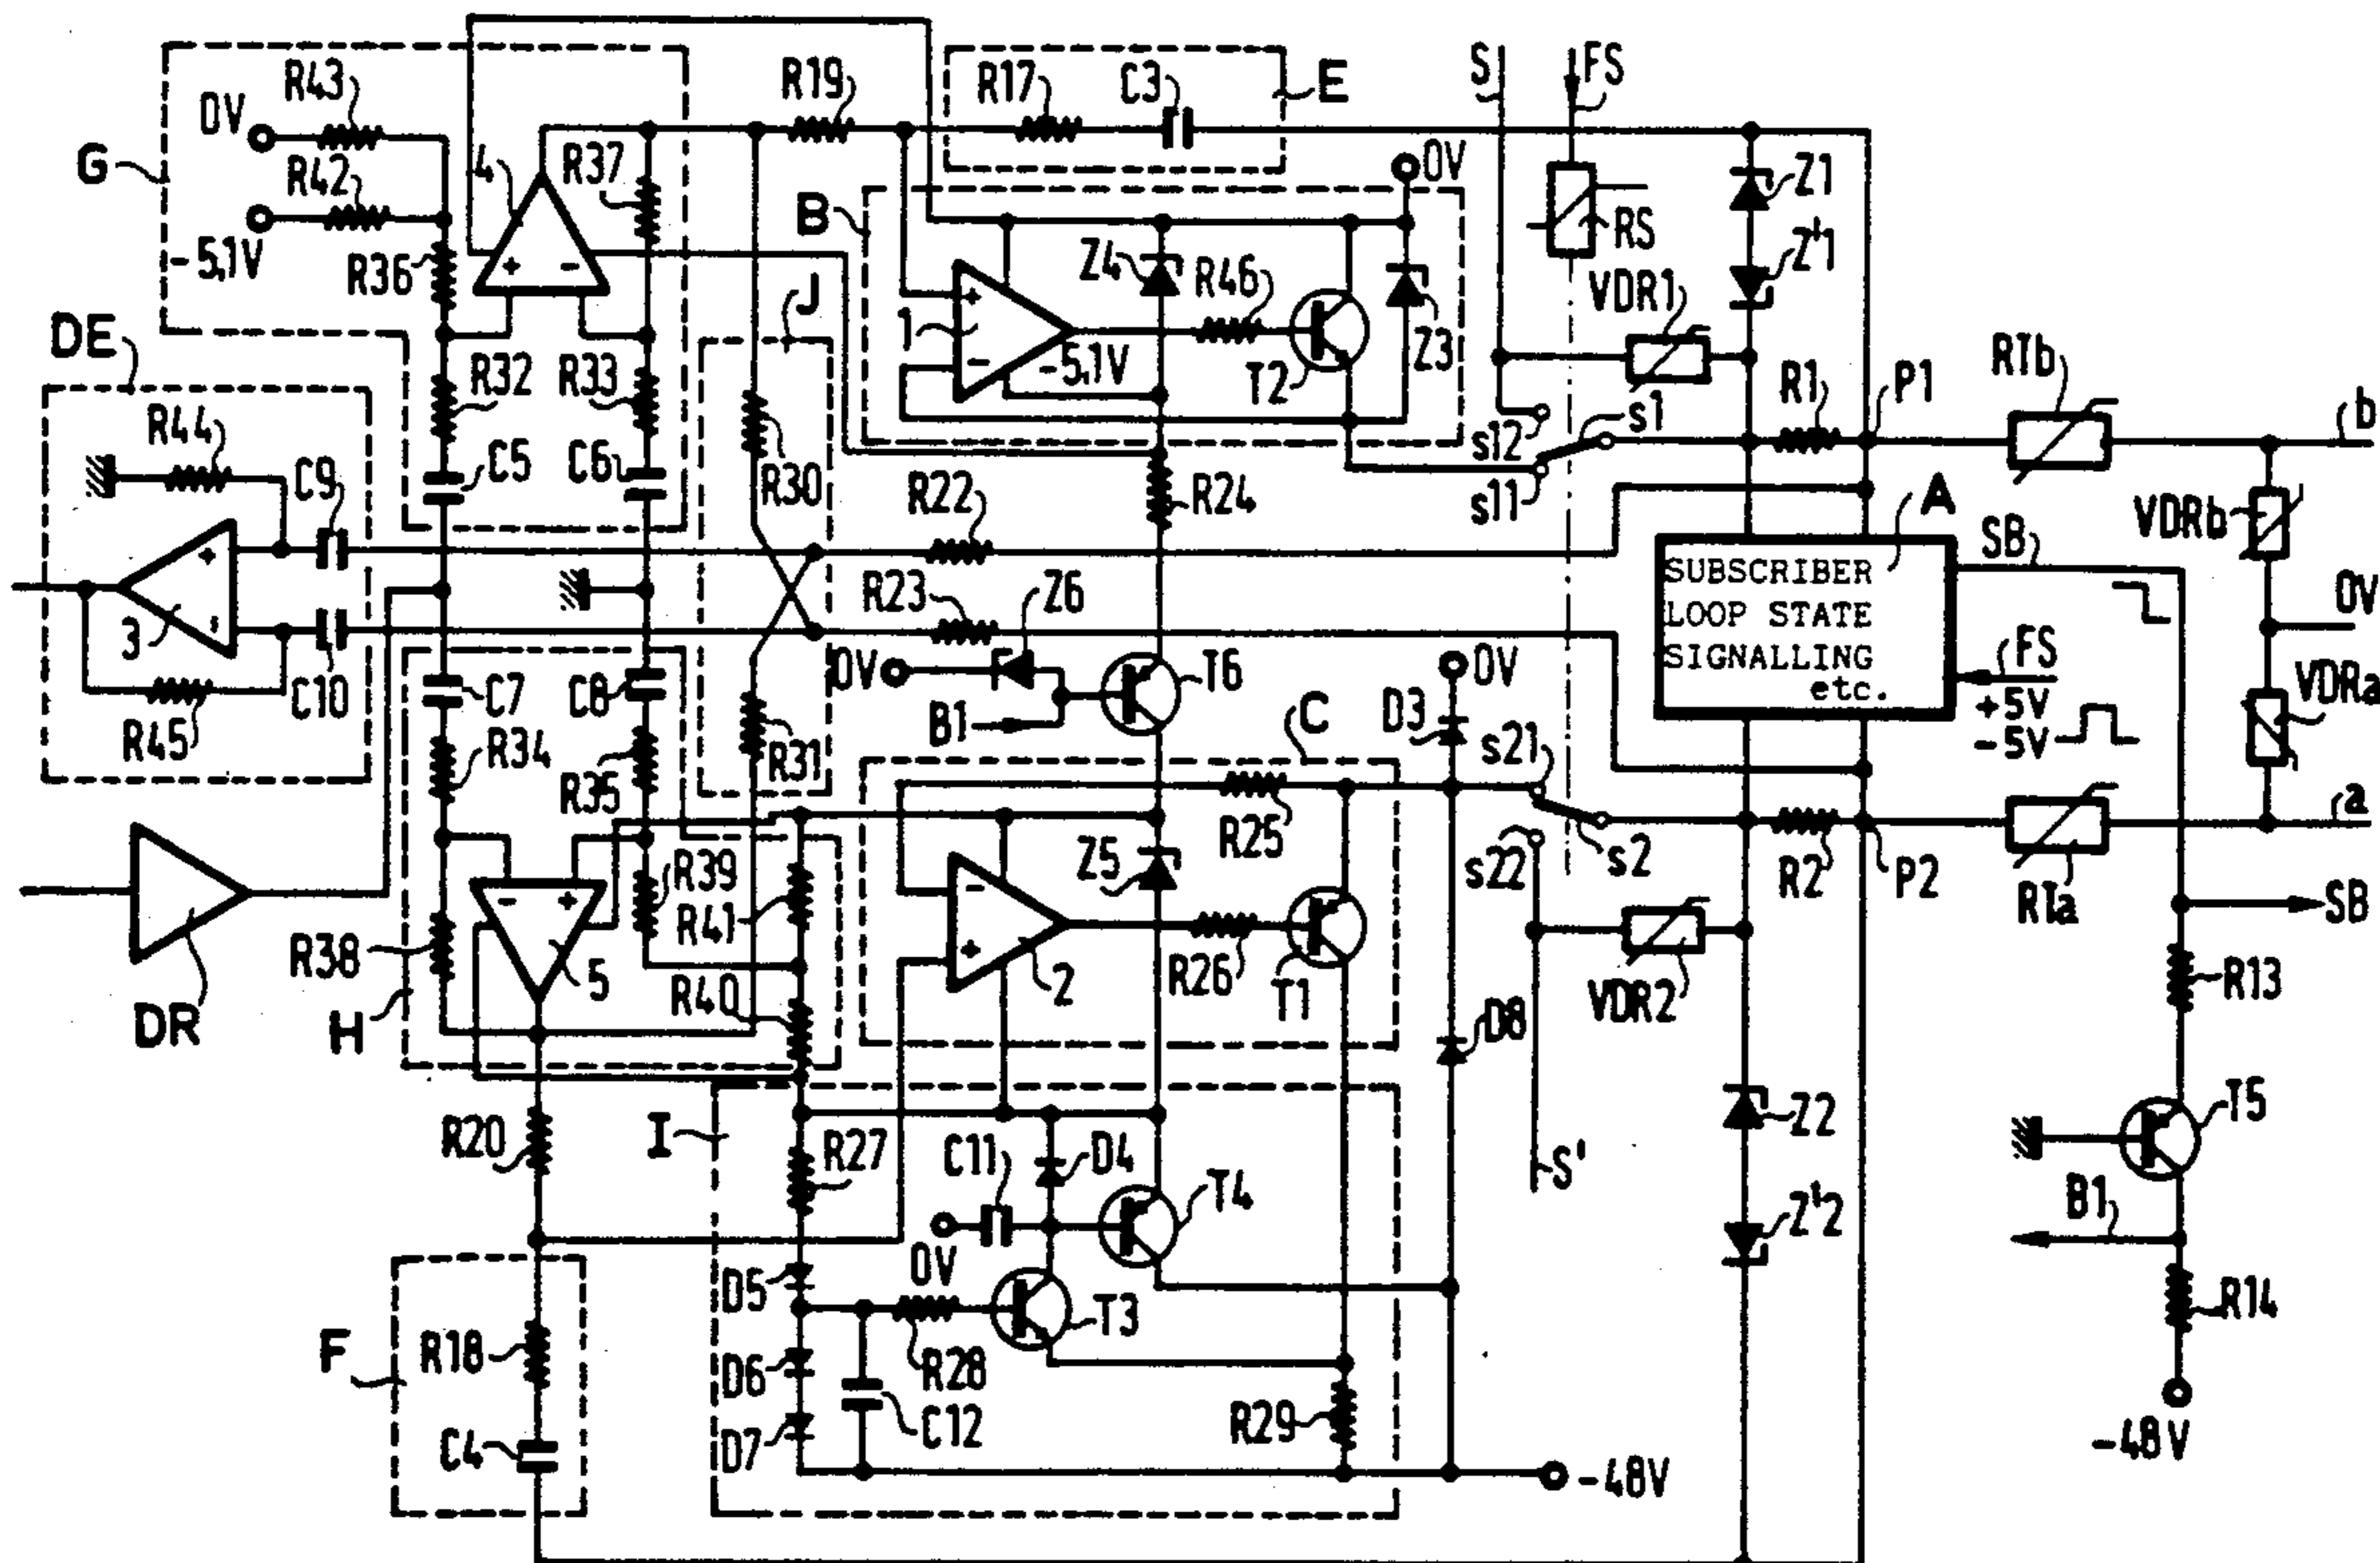 R43
0V
R42
-5,1V
G
4
R37
R36
R19
R17
C3
E
S
FS
0V
B
Z4
R46
1
-5,1V
T2
Z3
RS
Z1
Z'1
VDR1
J
DE
R32
R33
R44
C9
C5
C6
R30
R22
R24
s12
s11
s1
R1
P1
RTb
b
3
+
-
R23
Z6
0V
T6
B1
A
SUBSCRIBER
LOOP STATE
SIGNALLING
etc.
SB
VDRb
0V
FS
+5V
-5V
VDRa
C10
R45
C7
C8
R34
R35
R31
C
D3
0V
s21
s22
s2
R2
P2
RTa
a
R25
Z5
R39
R41
R38
5
R40
H
DR
2
R26
T1
D8
VDR2
SB
R13
R20
I
R27
C11
D4
T4
0V
S'
Z2
Z'2
T5
B1
D5
T3
R28
D6
D7
C12
R29
F
R18
C4
-48V
R14
-48V